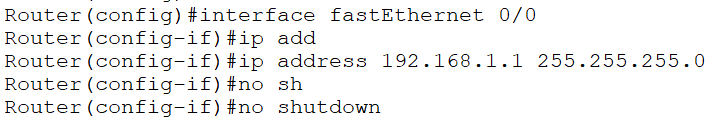 Router(config)#interface fastEthernet 0/0
Router(config-if)#ip add
Router(config-if)#ip address 192.168.1.1 255.255.255.0
Router(config-if)#no sh
Router(config-if)#no shutdown